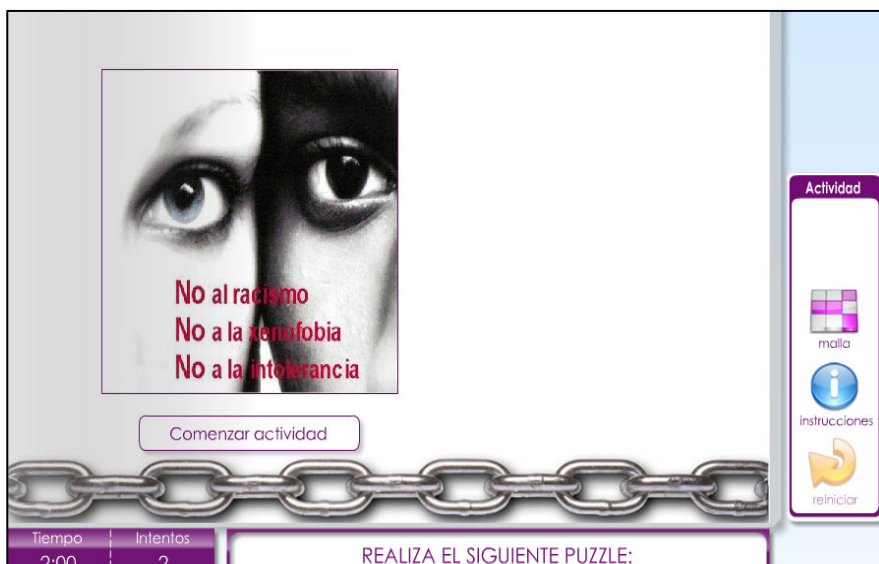 No al racismo
No a la xenofobia
No a la intolerancia
Comenzar actividad
Actividad
malla
instrucciones
reiniciar
Tiempo
Intentos
2:00
2
REALIZA EL SIGUIENTE PUZZLE: